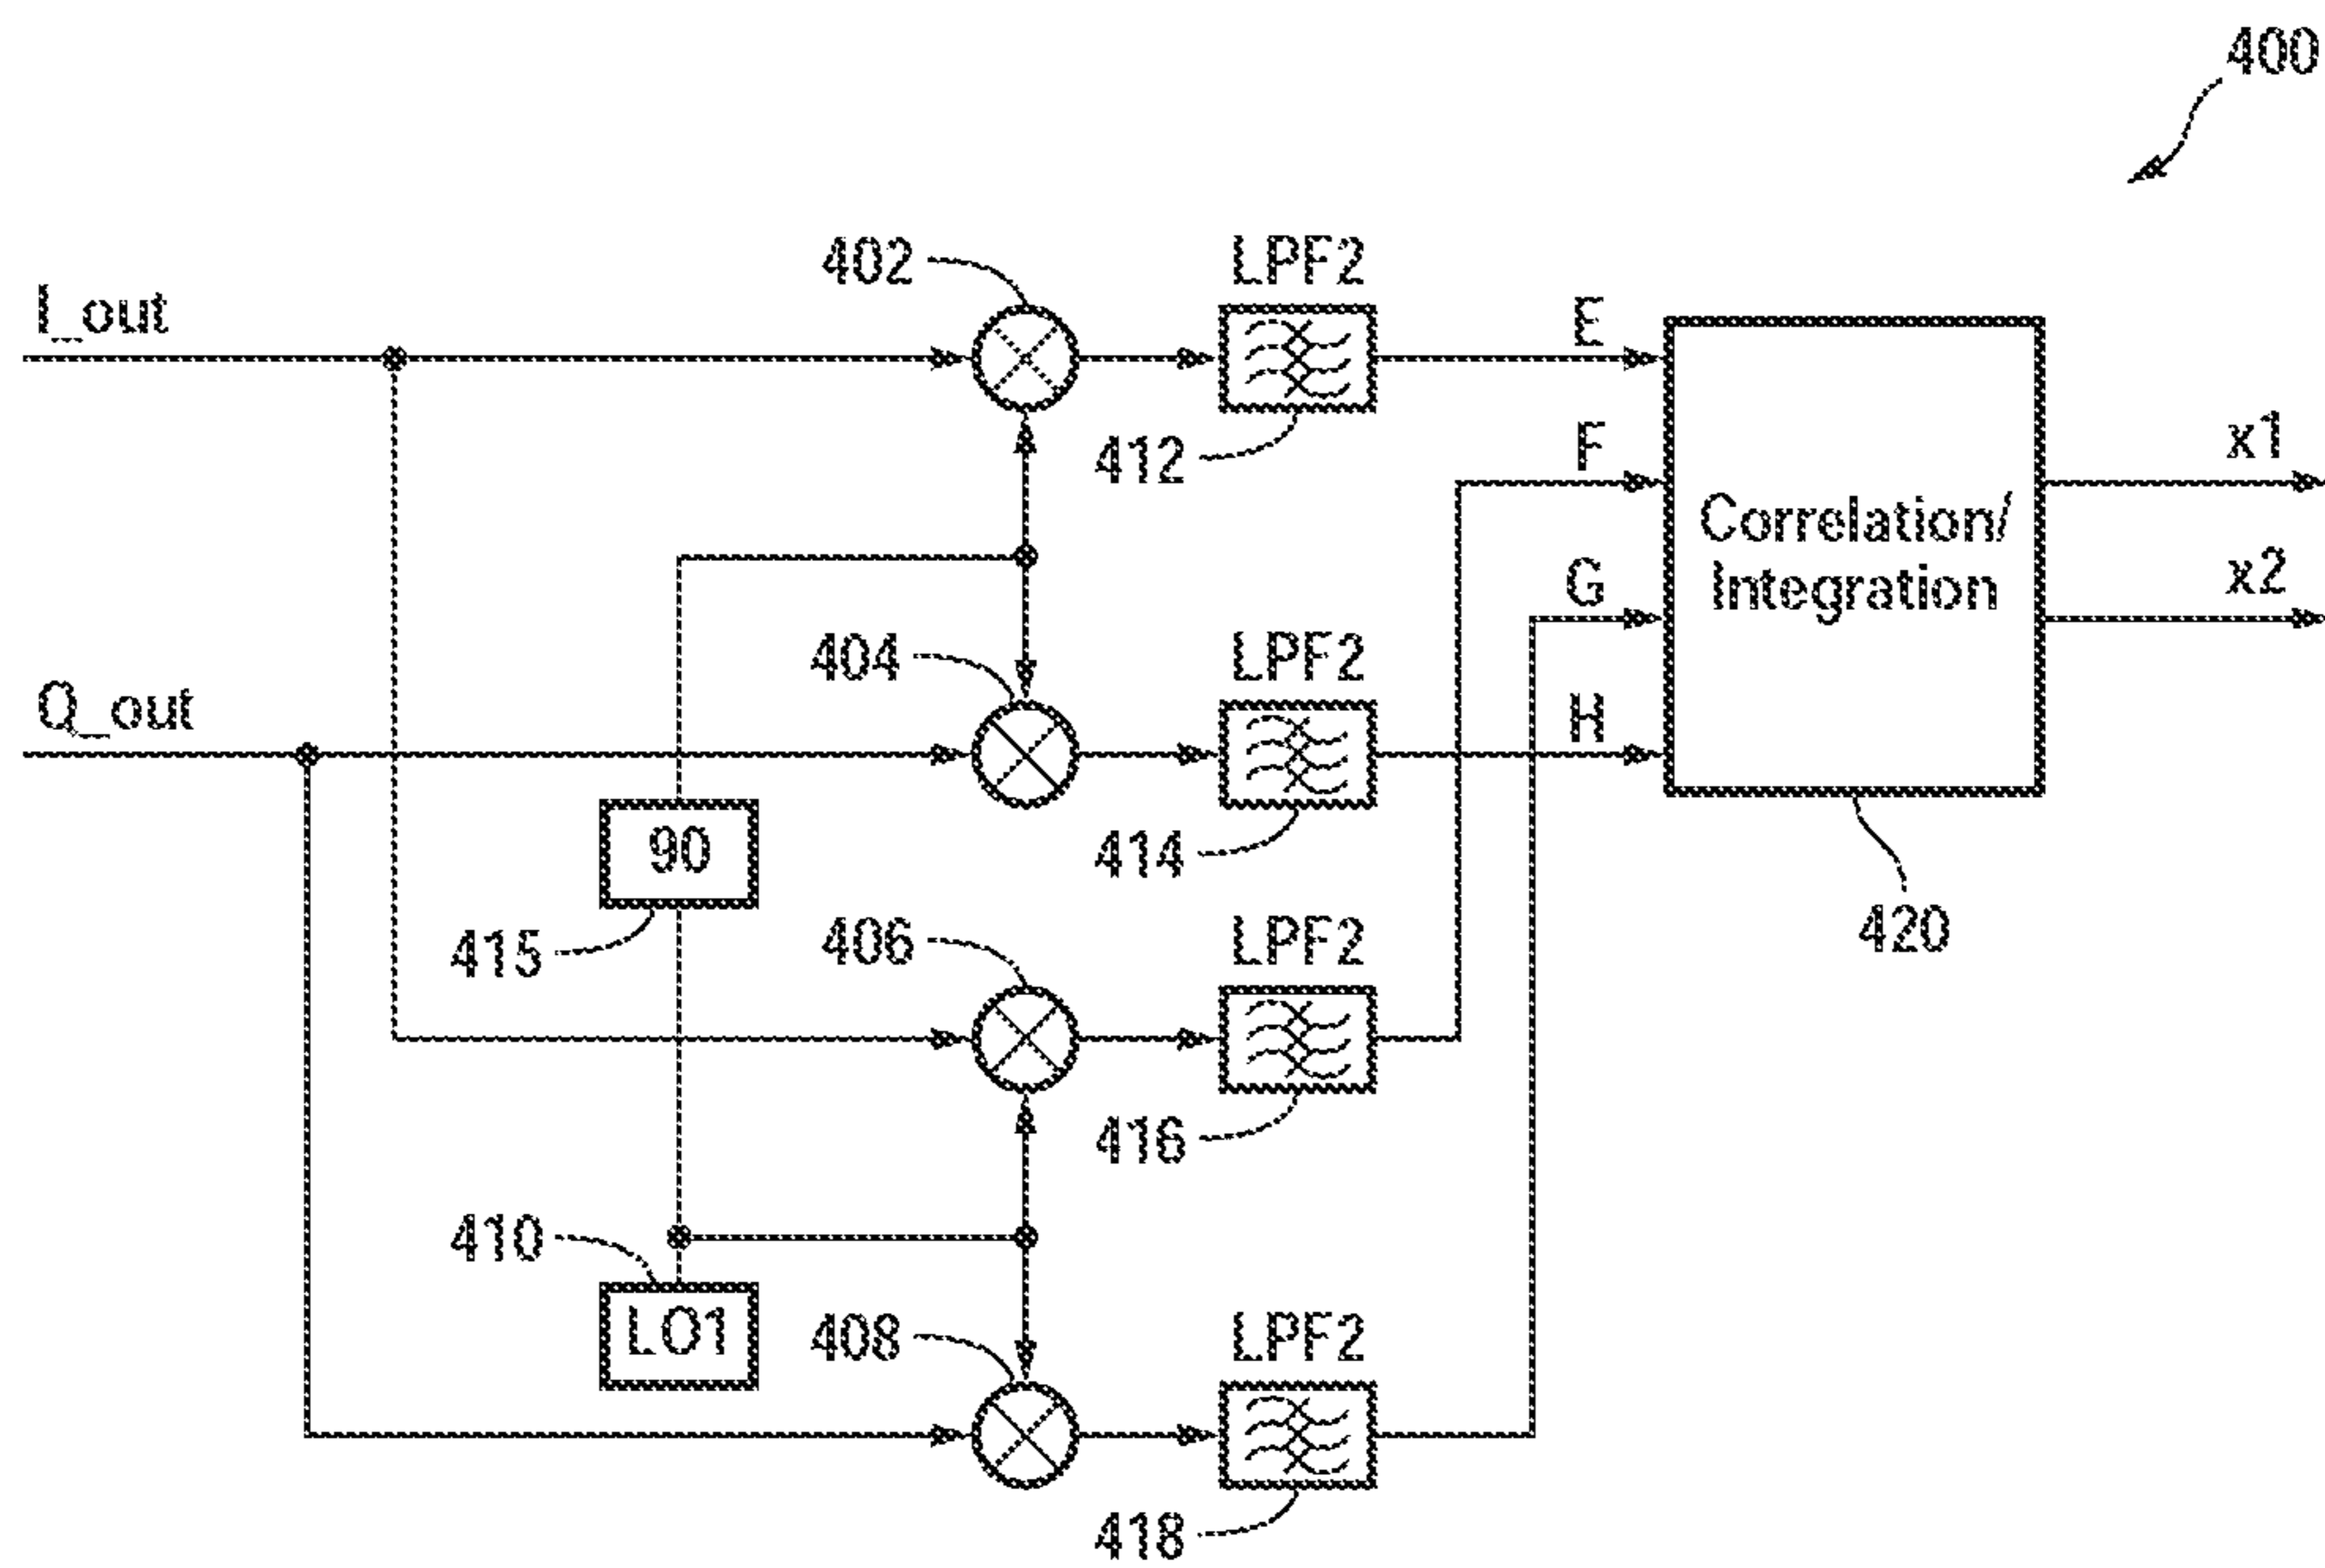 400
402
LPF2
I_out
E
412
F
x1
Correlation/
Integration
G
x2
404
LPF2
Q_out
H
90
414
415
406
LPF2
420
416
410
LO1
408
LPF2
418